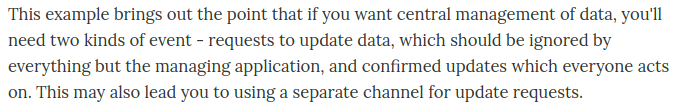 This example brings out the point that if you want central management of data, you'll
need two kinds of event - requests to update data, which should be ignored by
everything but the managing application, and confirmed updates which everyone acts
on. This may also lead you to using a separate channel for update requests.